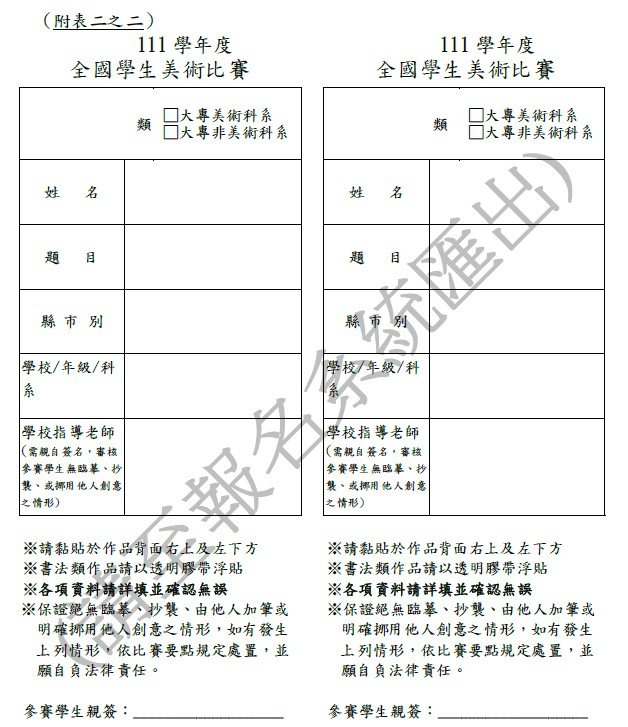 (附表二之二)
111 學年度
全國學生美術比賽
類
□大專美術科系
□大專非美術科系
姓 名
題 目
縣 市 別
學校/年級/科
系
學校指導老師
(需親自簽名，審核
參賽學生無臨摹、抄
襲、或挪用他人創意
之情形)
※請黏貼於作品背面右上及左下方
※書法類作品請以透明膠帶浮貼
※各項資料請詳填並確認無誤
※保證絕無臨摹、抄襲、由他人加筆或
明確挪用他人創意之情形，如有發生
上列情形，依比賽要點規定處置，並
願自負法律責任。
參賽學生親簽：_______________
111 學年度
全國學生美術比賽
類
□大專美術科系
□大專非美術科系
姓 名
題 目
縣 市 別
學校/年級/科
系
學校指導老師
(需親自簽名，審核
參賽學生無臨摹、抄
襲、或挪用他人創意
之情形)
※請黏貼於作品背面右上及左下方
※書法類作品請以透明膠帶浮貼
※各項資料請詳填並確認無誤
※保證絕無臨摹、抄襲、由他人加筆或
明確挪用他人創意之情形，如有發生
上列情形，依比賽要點規定處置，並
願自負法律責任。
參賽學生親簽：_______________
(請至報名系統匯出)